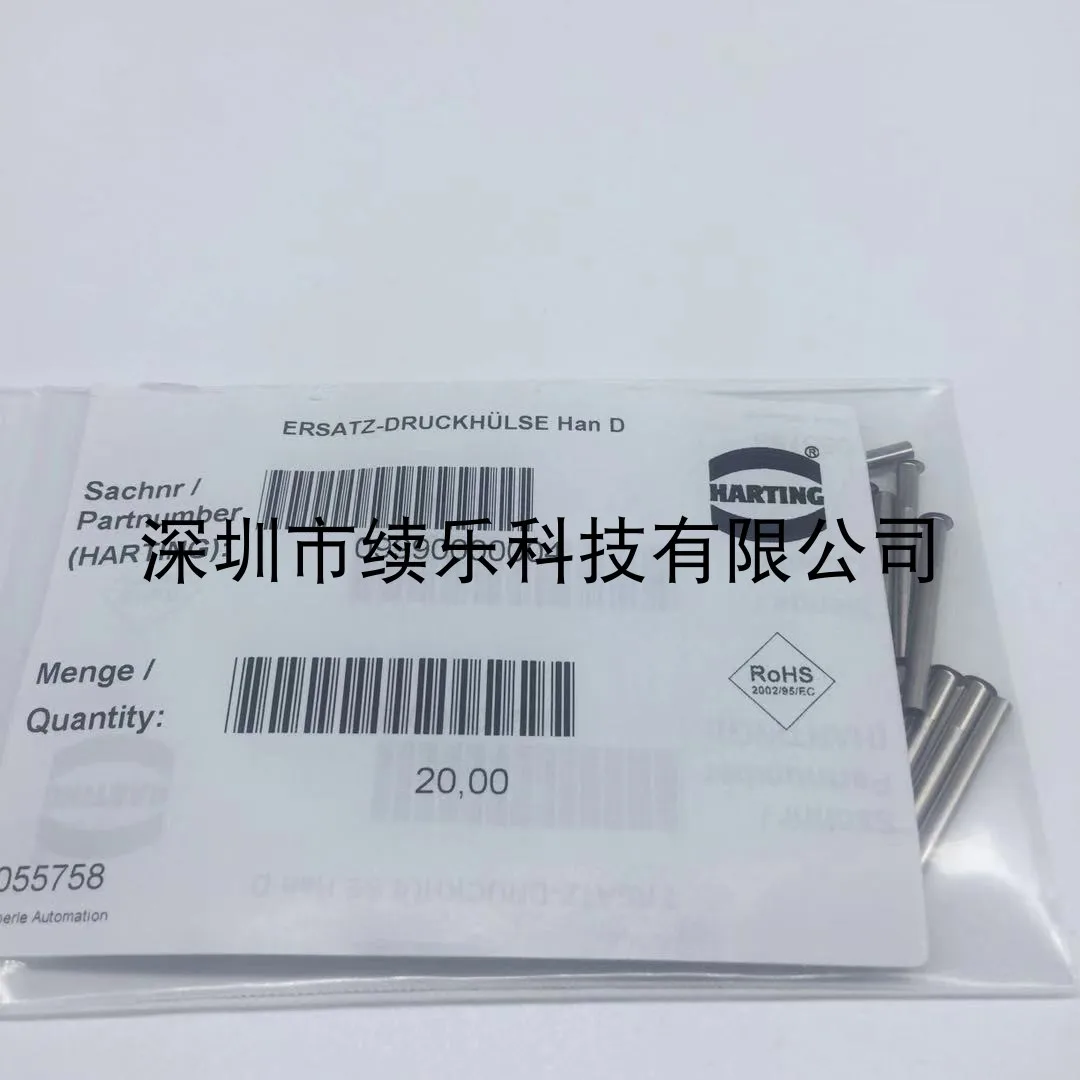 ERSATZ-DRUCKHÜLSE Han D
Sachnr /
Partnumber
(HARTING):
HARTING®
深圳市续乐科技有限公司
Menge /
Quantity:
RoHS
2002/95/EC
20,00
055758
Automation